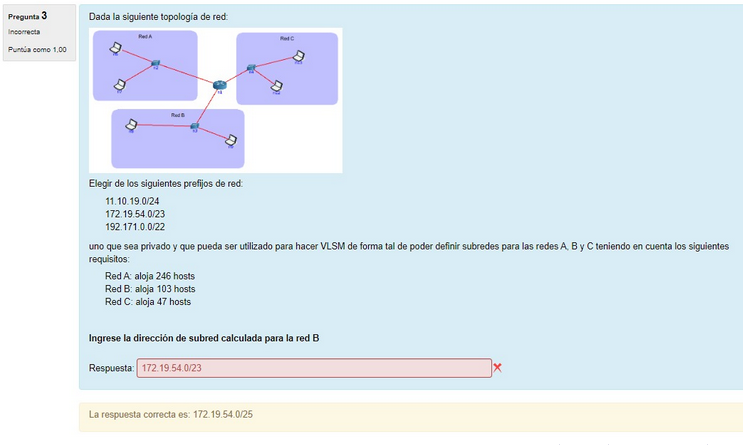 Pregunta 3
Incorrecta
Puntúa como 1,00
Dada la siguiente topología de red:
Red A
Red C
Red B
Elegir de los siguientes prefijos de red:
11.10.19.0/24
172.19.54.0/23
192.171.0.0/22
uno que sea privado y que pueda ser utilizado para hacer VLSM de forma tal de poder definir subredes para las redes A, B y C teniendo en cuenta los siguientes
requisitos:
Red A: aloja 246 hosts
Red B: aloja 103 hosts
Red C: aloja 47 hosts
Ingrese la dirección de subred calculada para la red B
Respuesta: 172.19.54.0/23
La respuesta correcta es: 172.19.54.0/25